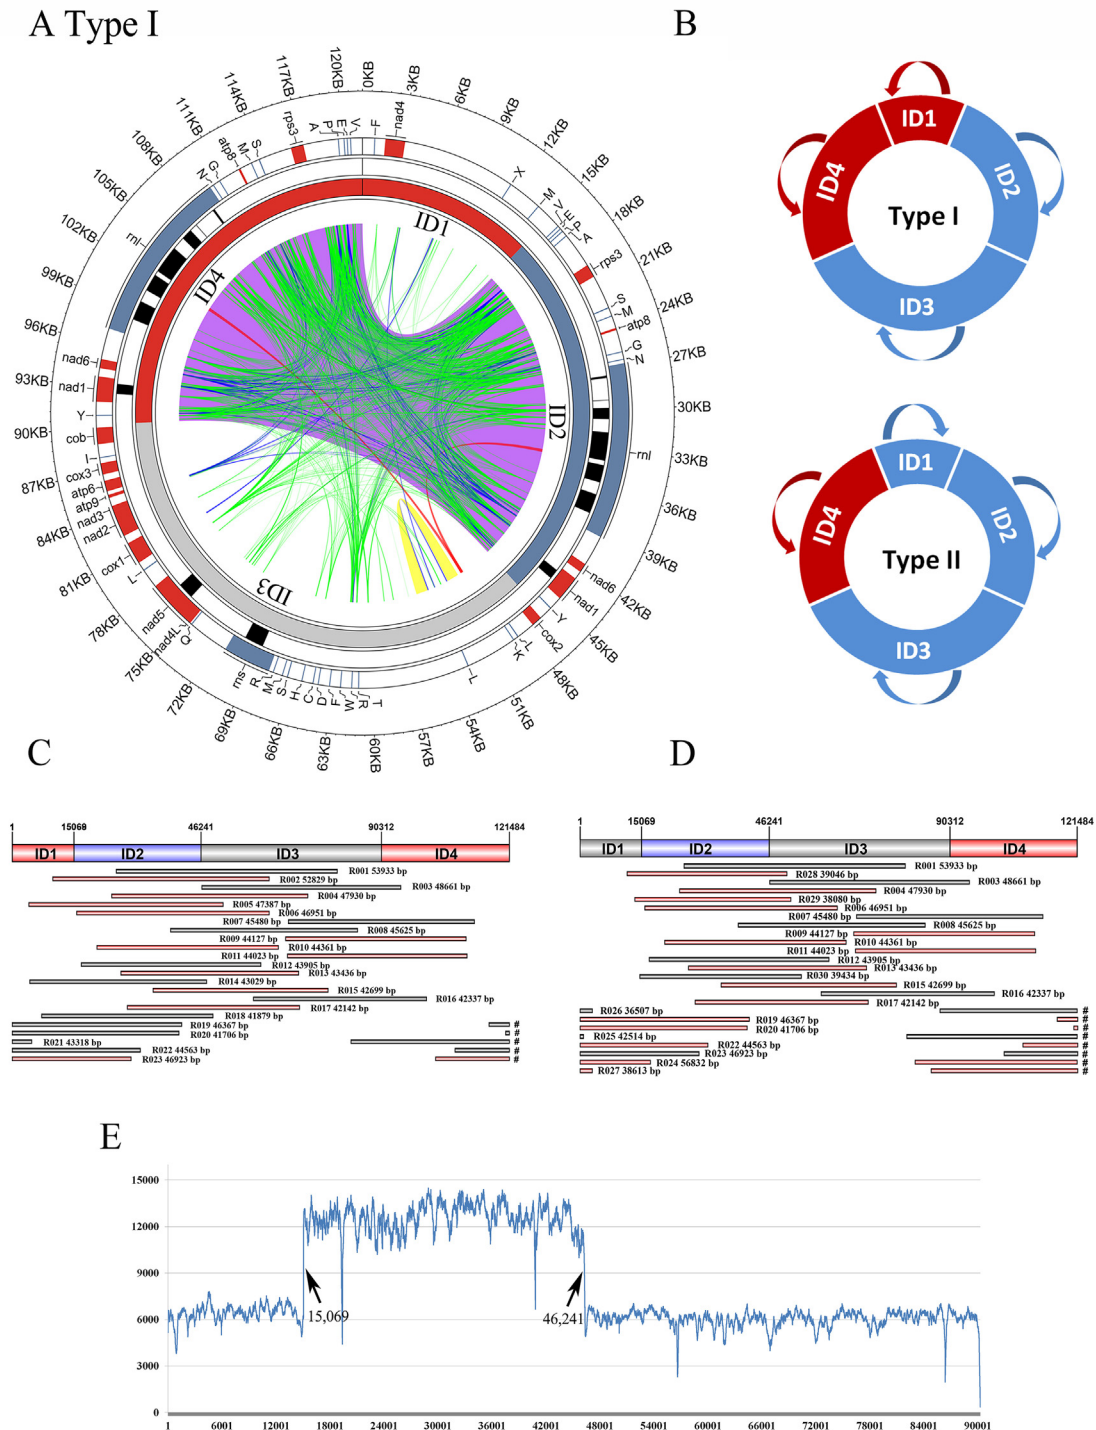 A Type I
B
0KB
3KB
6KB
9KB
12KB
15KB
18KB
21KB
24KB
27KB
30KB
33KB
36KB
39KB
42KB
45KB
48KB
51KB
54KB
57KB
60KB
63KB
66KB
69KB
72KB
75KB
78KB
81KB
84KB
87KB
90KB
93KB
96KB
99KB
102KB
105KB
108KB
111KB
114KB
117KB
120KB
F
nad4
X
M
V
E
P
A
rps3
S
M
atp8
G
N
rnl
nad6
nad1
Y
cox2
L
K
L
T
R
W
F
D
C
H
S
M
R
rns
Q
nad4L
nad5
L
cox1
nad2
nad3
atp9
atp6
cox3
I
cob
Y
nad1
nad6
rnl
N
G
atp8
M
S
rps3
A
P
E
V
ID1
ID2
ID3
ID4
ID1
ID2
ID3
ID4
Type I
ID1
ID2
ID3
ID4
Type II
C
1 15069 46241 90312 121484
ID1 ID2 ID3 ID4
R001 53933 bp
R002 52829 bp
R003 48661 bp
R004 47930 bp
R005 47387 bp
R006 46951 bp
R007 45480 bp
R008 45625 bp
R009 44127 bp
R010 44361 bp
R011 44023 bp
R012 43905 bp
R013 43436 bp
R014 43029 bp
R015 42699 bp
R016 42337 bp
R017 42142 bp
R018 41879 bp
R019 46367 bp #
R020 41706 bp #
R021 43318 bp #
R022 44563 bp #
R023 46923 bp #
D
1 15069 46241 90312 121484
ID1 ID2 ID3 ID4
R001 53933 bp
R028 39046 bp
R003 48661 bp
R004 47930 bp
R029 38080 bp
R006 46951 bp
R007 45480 bp
R008 45625 bp
R009 44127 bp
R010 44361 bp
R011 44023 bp
R012 43905 bp
R013 43436 bp
R030 39434 bp
R015 42699 bp
R016 42337 bp
R017 42142 bp
R026 36507 bp #
R019 46367 bp #
R020 41706 bp #
R025 42514 bp #
R022 44563 bp #
R023 46923 bp #
R024 56832 bp #
R027 38613 bp #
E
15000
12000
9000
6000
3000
0
15,069
46,241
1 6001 12001 18001 24001 30001 36001 42001 48001 54001 60001 66001 72001 78001 84001 90001